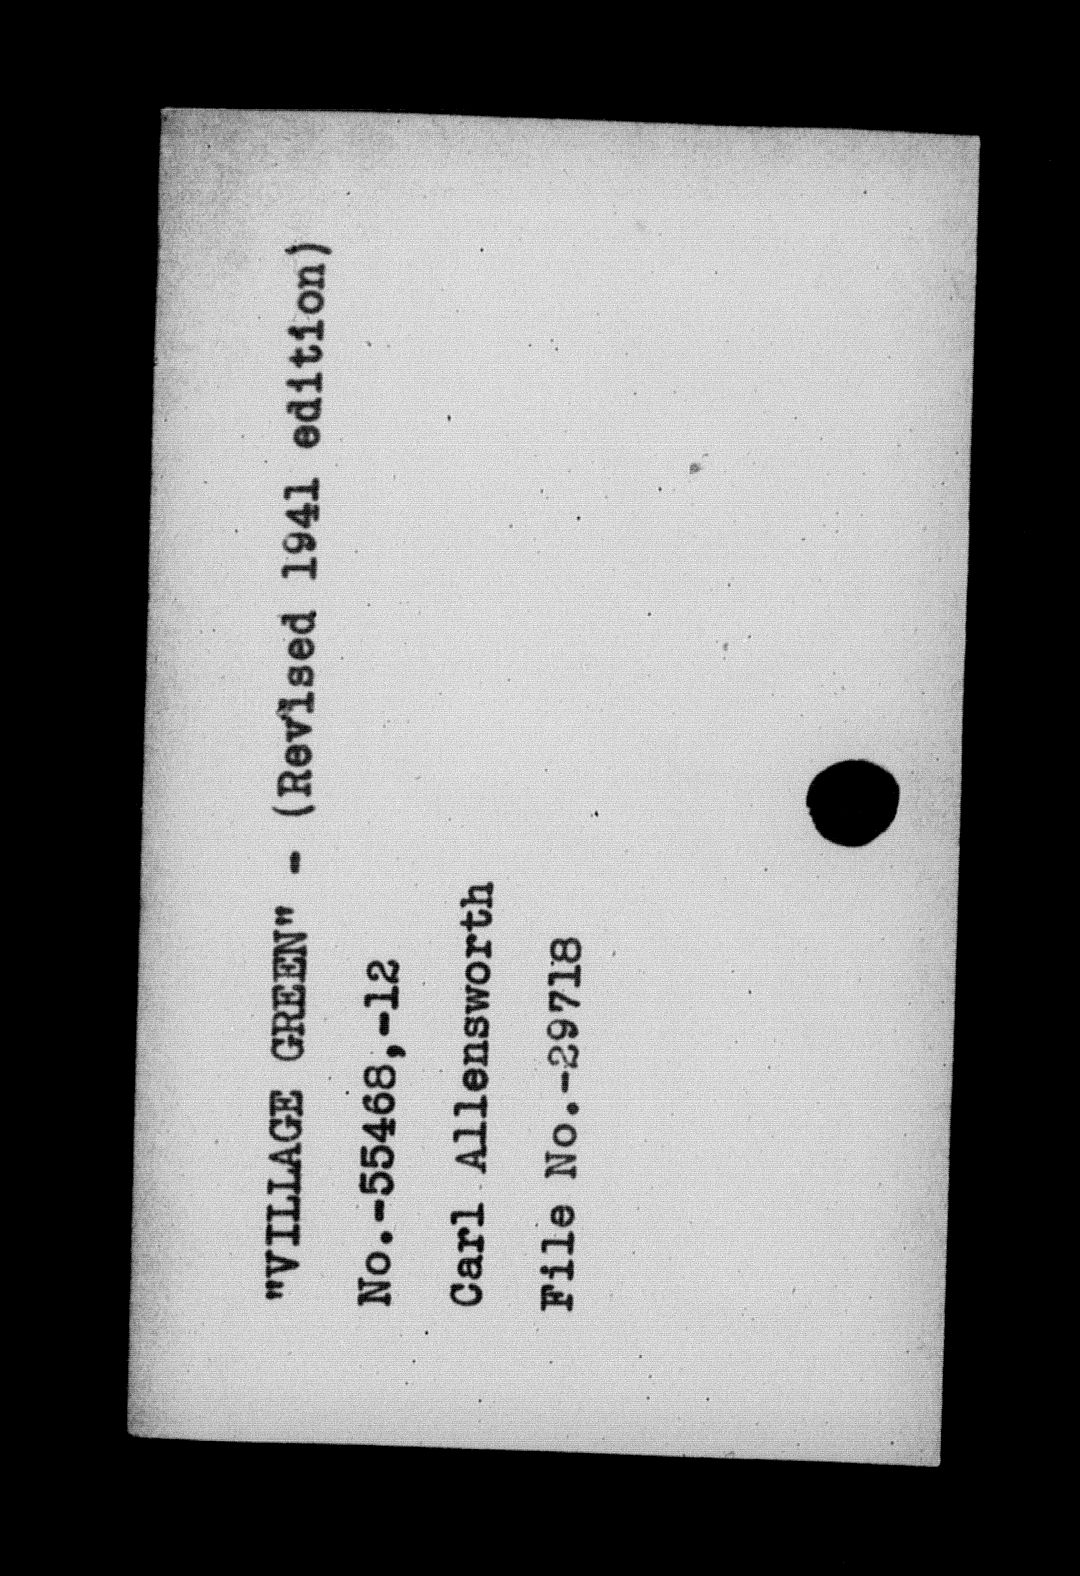 "VILLAGE GREEN" - (Revised 1941 edition)
No.-55468,-12
Carl Allensworth
File No.-29718